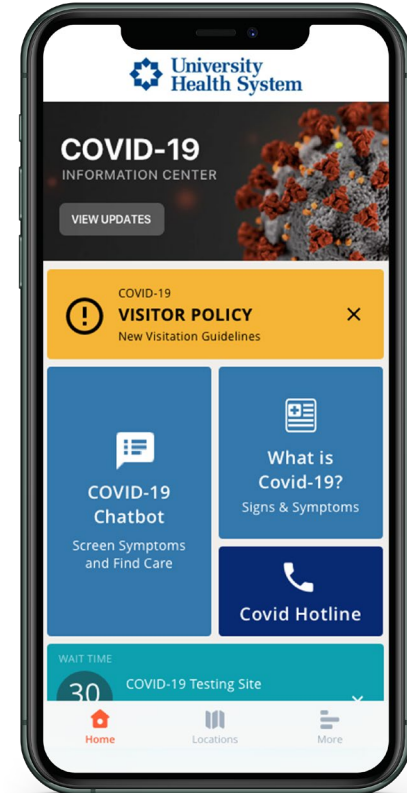 University
Health System
COVID-19
INFORMATION CENTER
VIEW UPDATES
COVID-19
VISITOR POLICY
New Visitation Guidelines
COVID-19
Chatbot
Screen Symptoms
and Find Care
What is
Covid-19?
Signs & Symptoms
Covid Hotline
WAIT TIME
30
COVID-19 Testing Site
Home
Locations
More